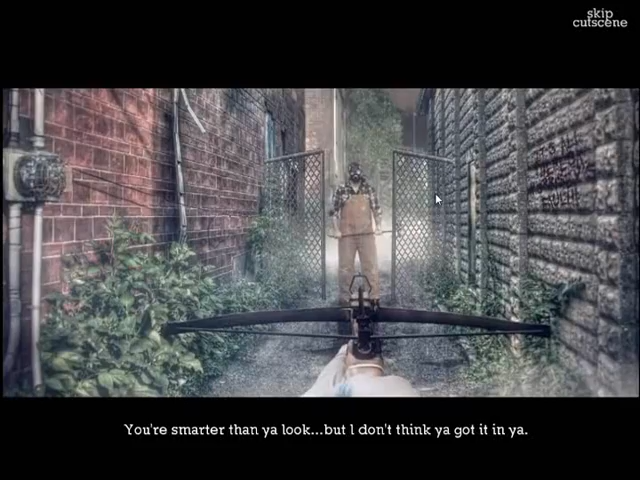 skip
cutscene
You're smarter than ya look...but I don't think ya got it in ya.